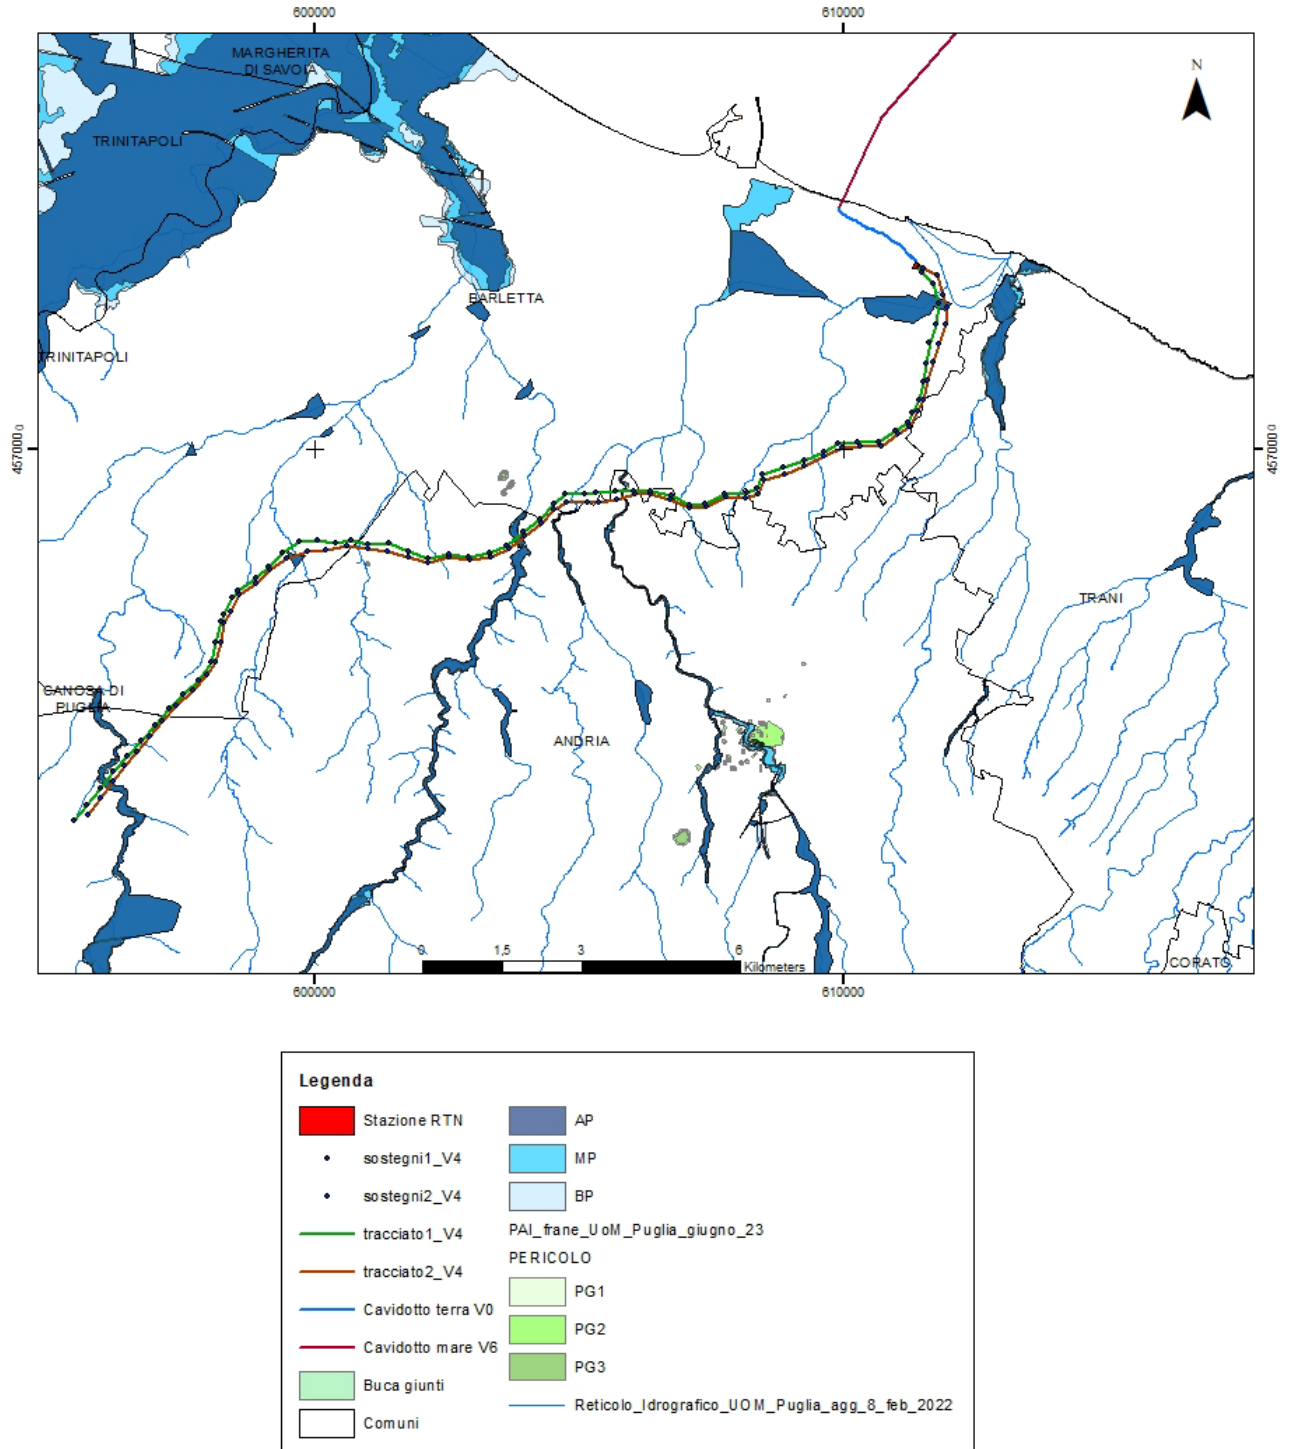 600000
610000
MARGHERITA
DI SAVOIA
N
TRINITAPOLI
BARLETTA
TRINITAPOLI
4570000
4570000
TRANI
CANOSA DI
PUGLIA
ANDRIA
0
1,5
3
6
Kilometers
CORATO
600000
610000
Legenda
Stazione RTN
sostegni1_V4
sostegni2_V4
tracciato1_V4
tracciato2_V4
Cavidotto terra V0
Cavidotto mare V6
Buca giunti
Comuni
AP
MP
BP
PAI_frane_UoM_Puglia_giugno_23
PERICOLO
PG1
PG2
PG3
Reticolo_Idrografico_UOM_Puglia_agg_8_feb_2022